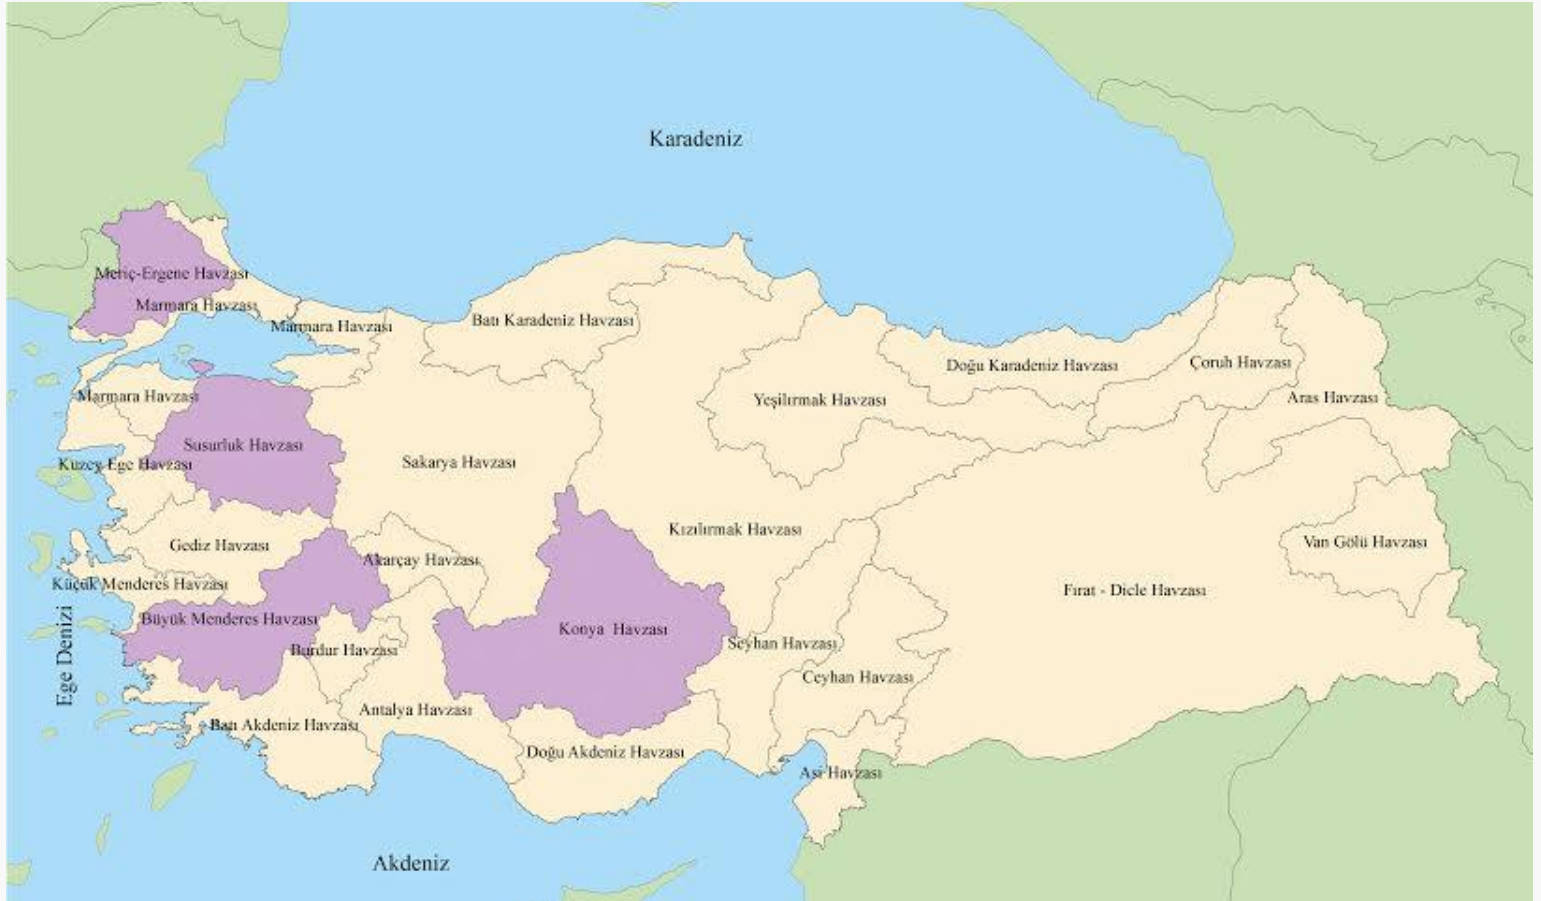 Karadeniz
Meriç-Ergene Havzası
Marmara Havzası
Marmara Havzası
Batı Karadeniz Havzası
Doğu Karadeniz Havzası
Çoruh Havzası
Marmara Havzası
Yeşilırmak Havzası
Aras Havzası
Susurluk Havzası
Kuzey Ege Havzası
Sakarya Havzası
Kızılırmak Havzası
Gediz Havzası
Akarçay Havzası
Van Gölü Havzası
Küçük Menderes Havzası
Fırat - Dicle Havzası
Büyük Menderes Havzası
Konya Havzası
Ege Denizi
Burdur Havzası
Seyhan Havzası
Ceyhan Havzası
Antalya Havzası
Batı Akdeniz Havzası
Doğu Akdeniz Havzası
Asi Havzası
Akdeniz